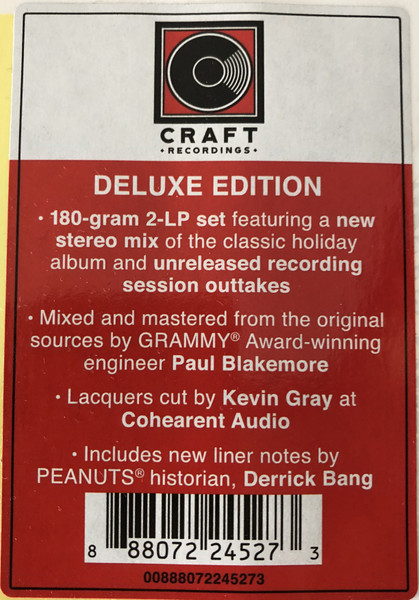 CRAFT
•RECORDINGS•
DELUXE EDITION
• 180-gram 2-LP set featuring a new
stereo mix of the classic holiday
album and unreleased recording
session outtakes
• Mixed and mastered from the original
sources by GRAMMY® Award-winning
engineer Paul Blakemore
• Lacquers cut by Kevin Gray at
Cohearent Audio
• Includes new liner notes by
PEANUTS® historian, Derrick Bang
8 88072 24527 3
00888072245273